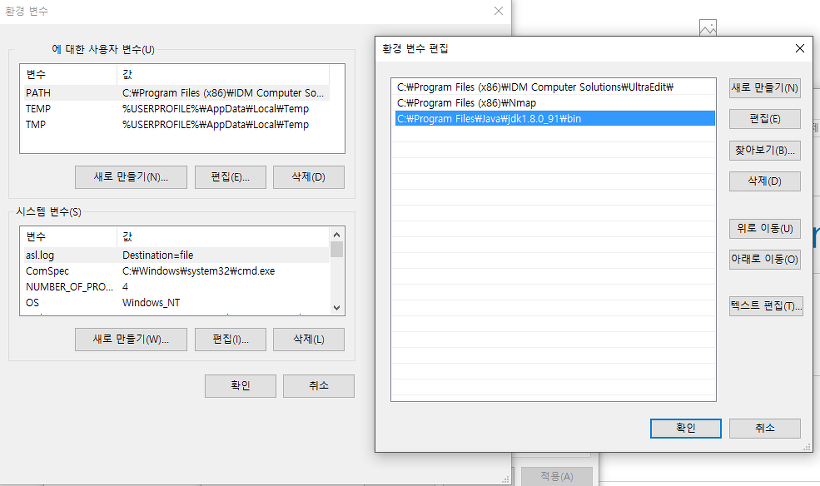 환경 변수
에 대한 사용자 변수(U)
변수 값
PATH C:₩Program Files (x86)₩IDM Computer So...
TEMP %USERPROFILE%₩AppData₩Local₩Temp
TMP %USERPROFILE%₩AppData₩Local₩Temp
새로 만들기(N)... 편집(E)... 삭제(D)
시스템 변수(S)
변수 값
asl.log Destination=file
ComSpec C:₩Windows₩system32₩cmd.exe
NUMBER_OF_PRO... 4
OS Windows_NT
새로 만들기(W)... 편집(I)... 삭제(L)
확인 취소
환경 변수 편집
C:₩Program Files (x86)₩IDM Computer Solutions₩UltraEdit₩
C:₩Program Files (x86)₩Nmap
C:₩Program Files₩Java₩jdk1.8.0_91₩bin
새로 만들기(N)
편집(E)
찾아보기(B)...
삭제(D)
위로 이동(U)
아래로 이동(O)
텍스트 편집(T)...
확인 취소
적용(A)